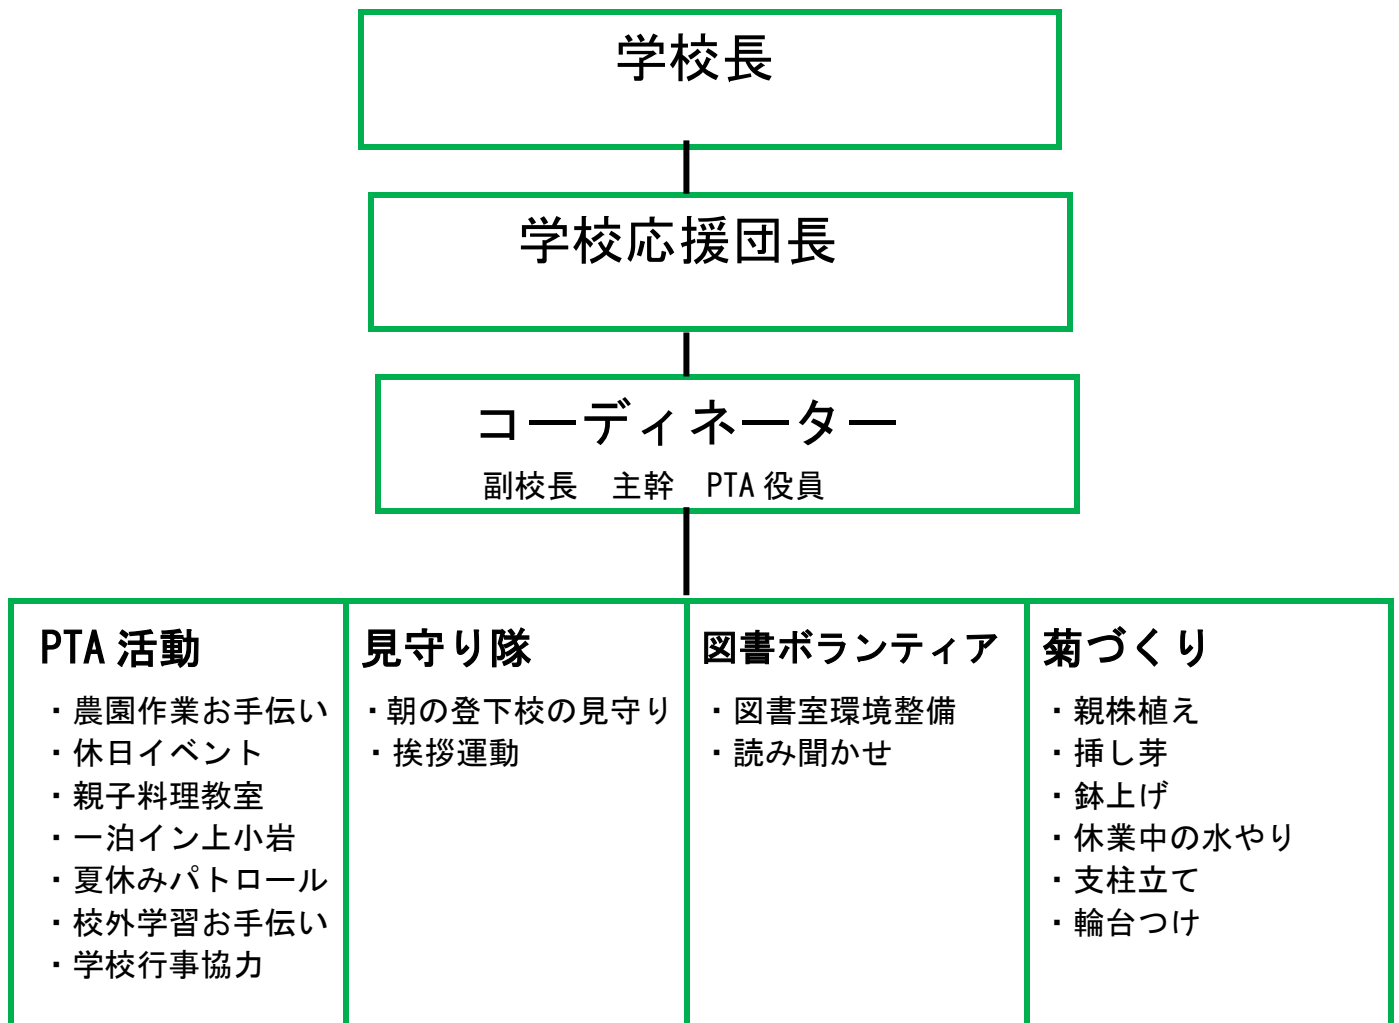 学校長
学校応援団長
コーディネーター
副校長　主幹　PTA役員
PTA活動
・農園作業お手伝い
・休日イベント
・親子料理教室
・一泊イン上小岩
・夏休みパトロール
・校外学習お手伝い
・学校行事協力
見守り隊
・朝の登下校の見守り
・挨拶運動
図書ボランティア
・図書室環境整備
・読み聞かせ
菊づくり
・親株植え
・挿し芽
・鉢上げ
・休業中の水やり
・支柱立て
・輪台つけ